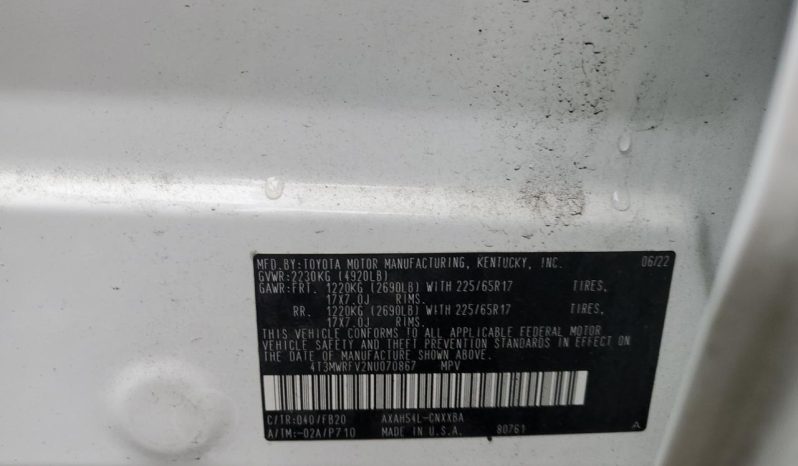 MFD.BY:TOYOTA MOTOR MANUFACTURING, KENTUCKY, INC. 06/22
GVWR:2230KG (4920LB)
GAWR:FRT. 1220KG (2690LB) WITH 225/65R17 TIRES,
17X7.0J RIMS.
RR. 1220KG (2690LB) WITH 225/65R17 TIRES,
17X7.0J RIMS.
THIS VEHICLE CONFORMS TO ALL APPLICABLE FEDERAL MOTOR
VEHICLE SAFETY AND THEFT PREVENTION STANDARDS IN EFFECT ON
THE DATE OF MANUFACTURE SHOWN ABOVE.
4T3MWRFV2NU070867 MPV
C/TR:040/FB20 AXAH54L-CNXXBA
A/TM:-02A/P710 MADE IN U.S.A. 80761 A